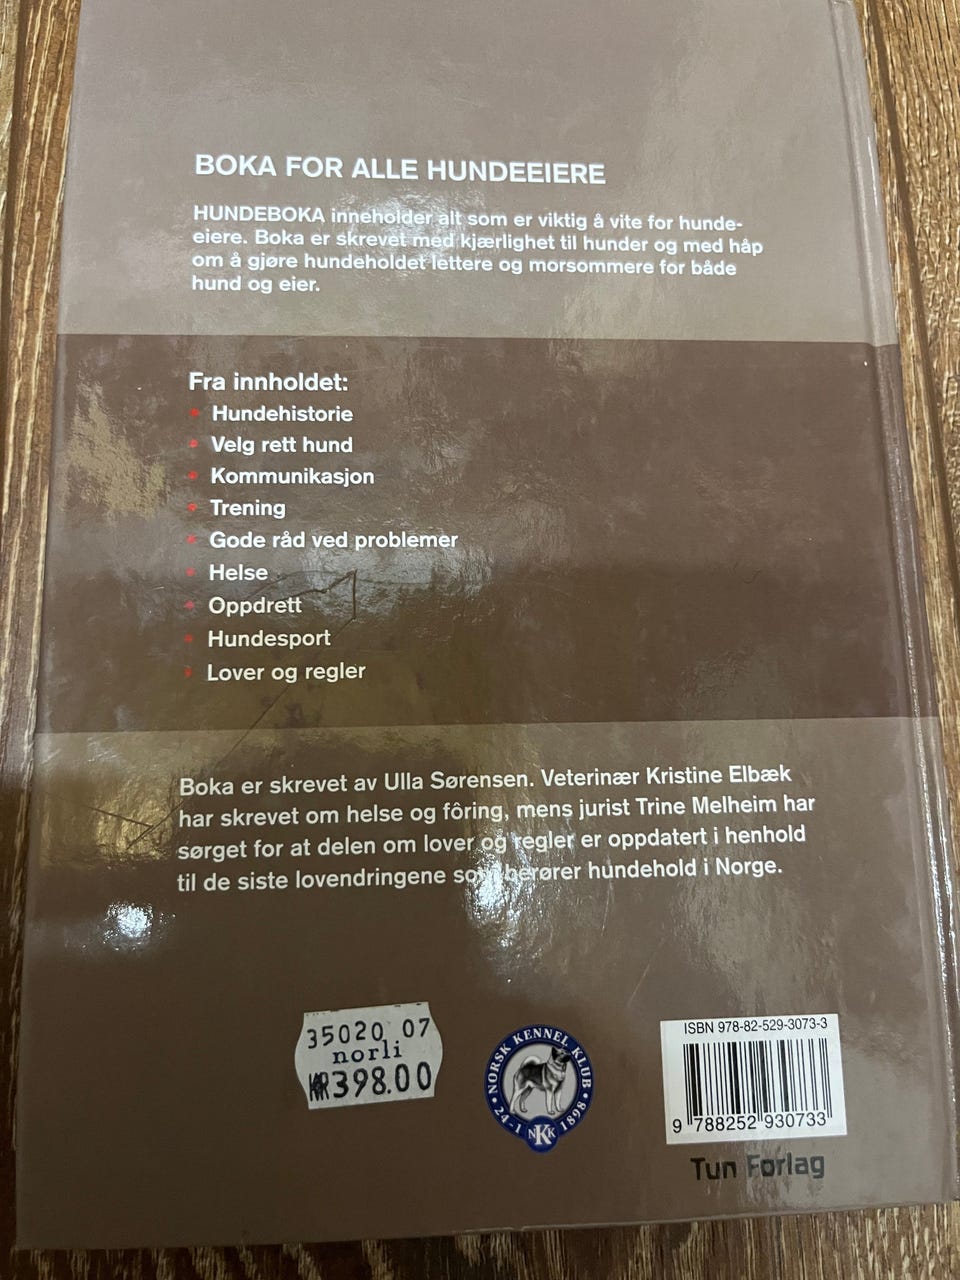 BOKA FOR ALLE HUNDEEIERE
HUNDEBOKA inneholder alt som er viktig å vite for hunde-
eiere. Boka er skrevet med kjærlighet til hunder og med håp
om å gjøre hundeholdet lettere og morsommere for både
hund og eier.
Fra innholdet:
• Hundehistorie
• Velg rett hund
• Kommunikasjon
• Trening
• Gode råd ved problemer
• Helse
• Oppdrett
• Hundesport
• Lover og regler
Boka er skrevet av Ulla Sørensen. Veterinær Kristine Elbæk
har skrevet om helse og fôring, mens jurist Trine Melheim har
sørget for at delen om lover og regler er oppdatert i henhold
til de siste lovendringene som berører hundehold i Norge.
35020 07
norli
KR398.00
• NORSK KENNEL KLUB •
24-1 1898
NKK
ISBN 978-82-529-3073-3
9 788252 930733
Tun Forlag